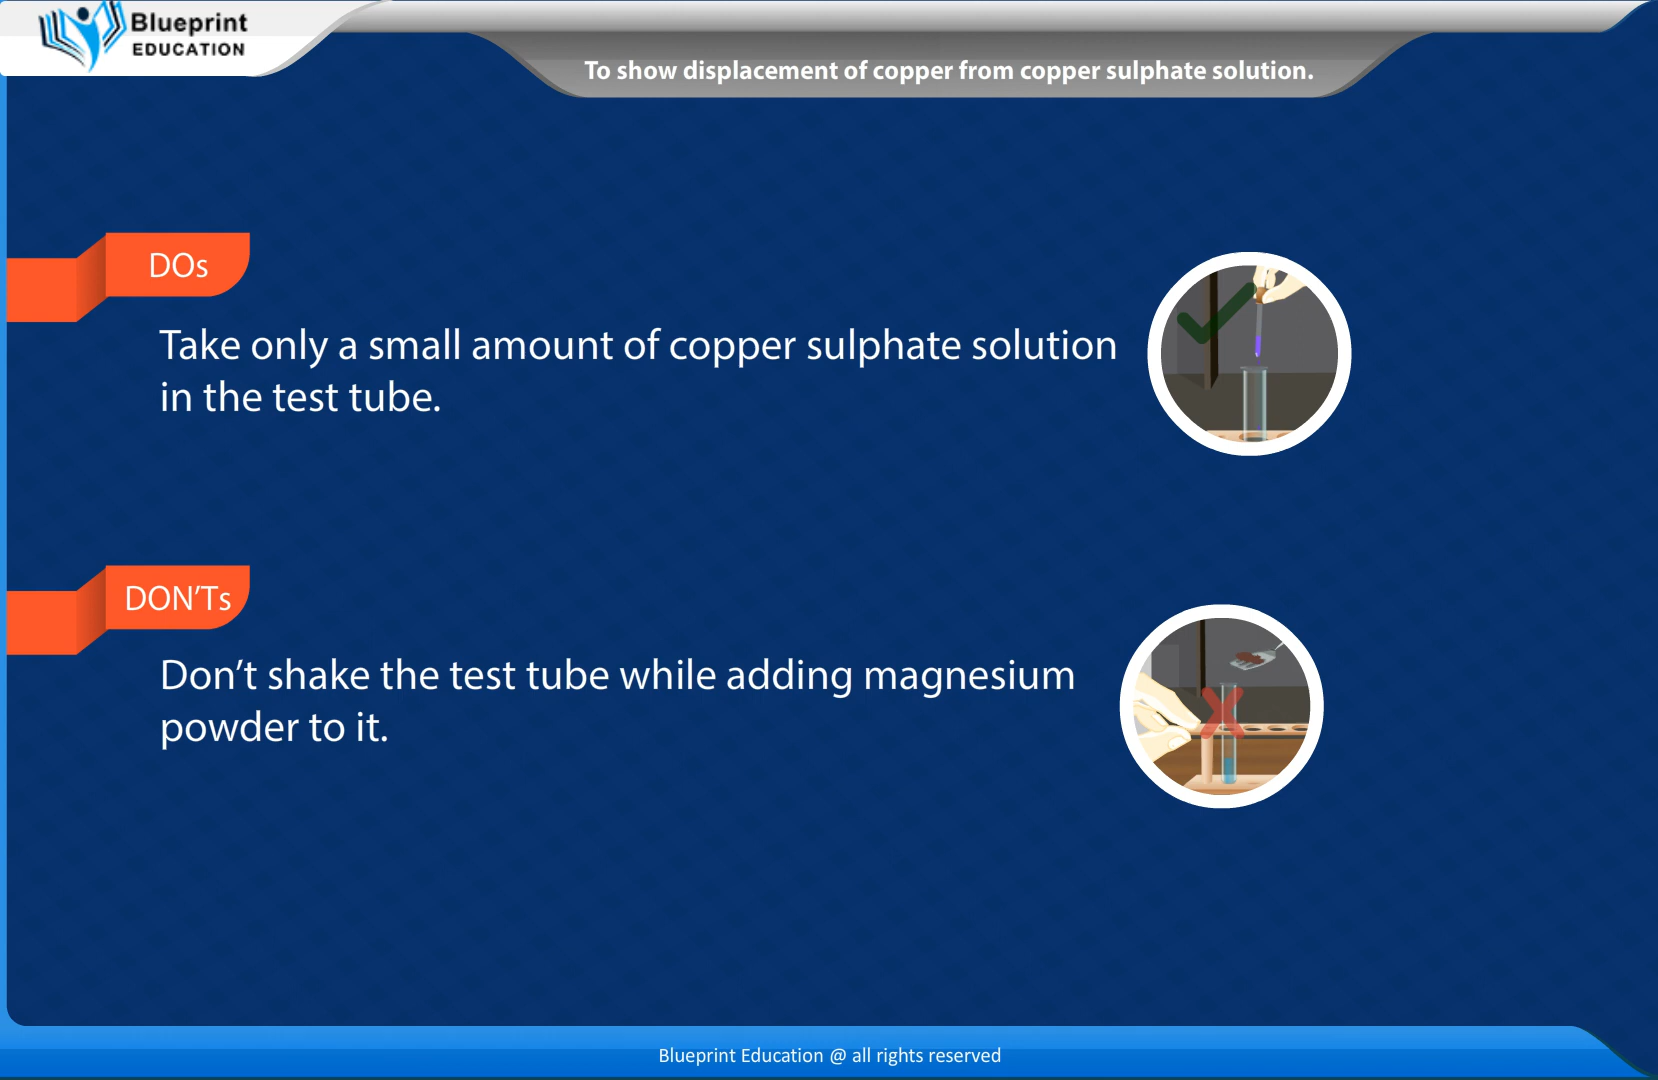 Blueprint
EDUCATION
To show displacement of copper from copper sulphate solution.
DOs
Take only a small amount of copper sulphate solution
in the test tube.
DON’Ts
Don’t shake the test tube while adding magnesium
powder to it.
Blueprint Education @ all rights reserved